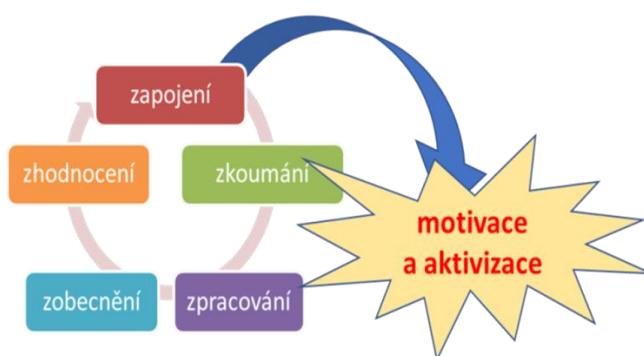 zapojení
zhodnocení
zkoumání
motivace
a aktivizace
zobecnění
zpracování